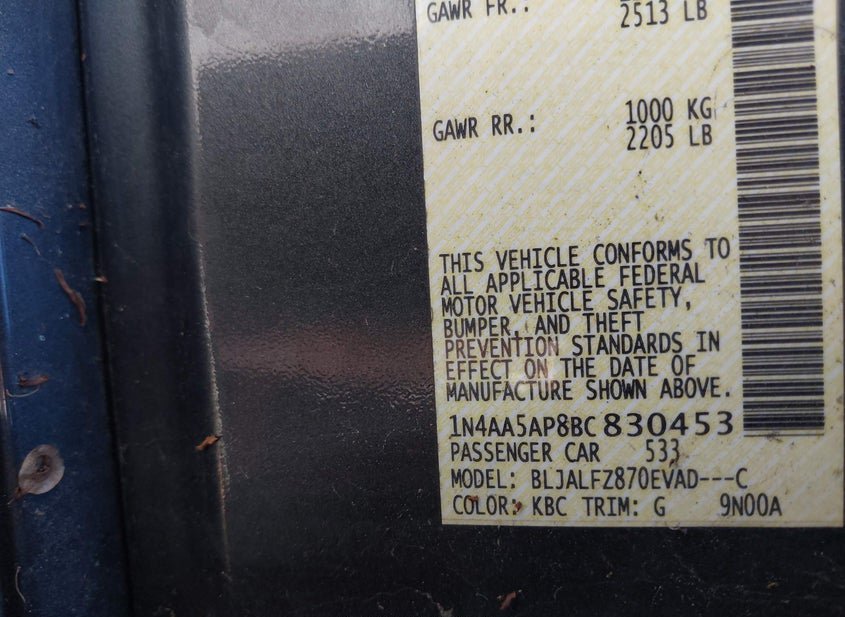 GAWR FR.: 2513 LB
GAWR RR.: 1000 KG
2205 LB
THIS VEHICLE CONFORMS TO
ALL APPLICABLE FEDERAL
MOTOR VEHICLE SAFETY,
BUMPER, AND THEFT
PREVENTION STANDARDS IN
EFFECT ON THE DATE OF
MANUFACTURE SHOWN ABOVE.
1N4AA5AP8BC830453
PASSENGER CAR 533
MODEL: BLJALFZ870EVAD---C
COLOR: KBC TRIM: G 9N00A